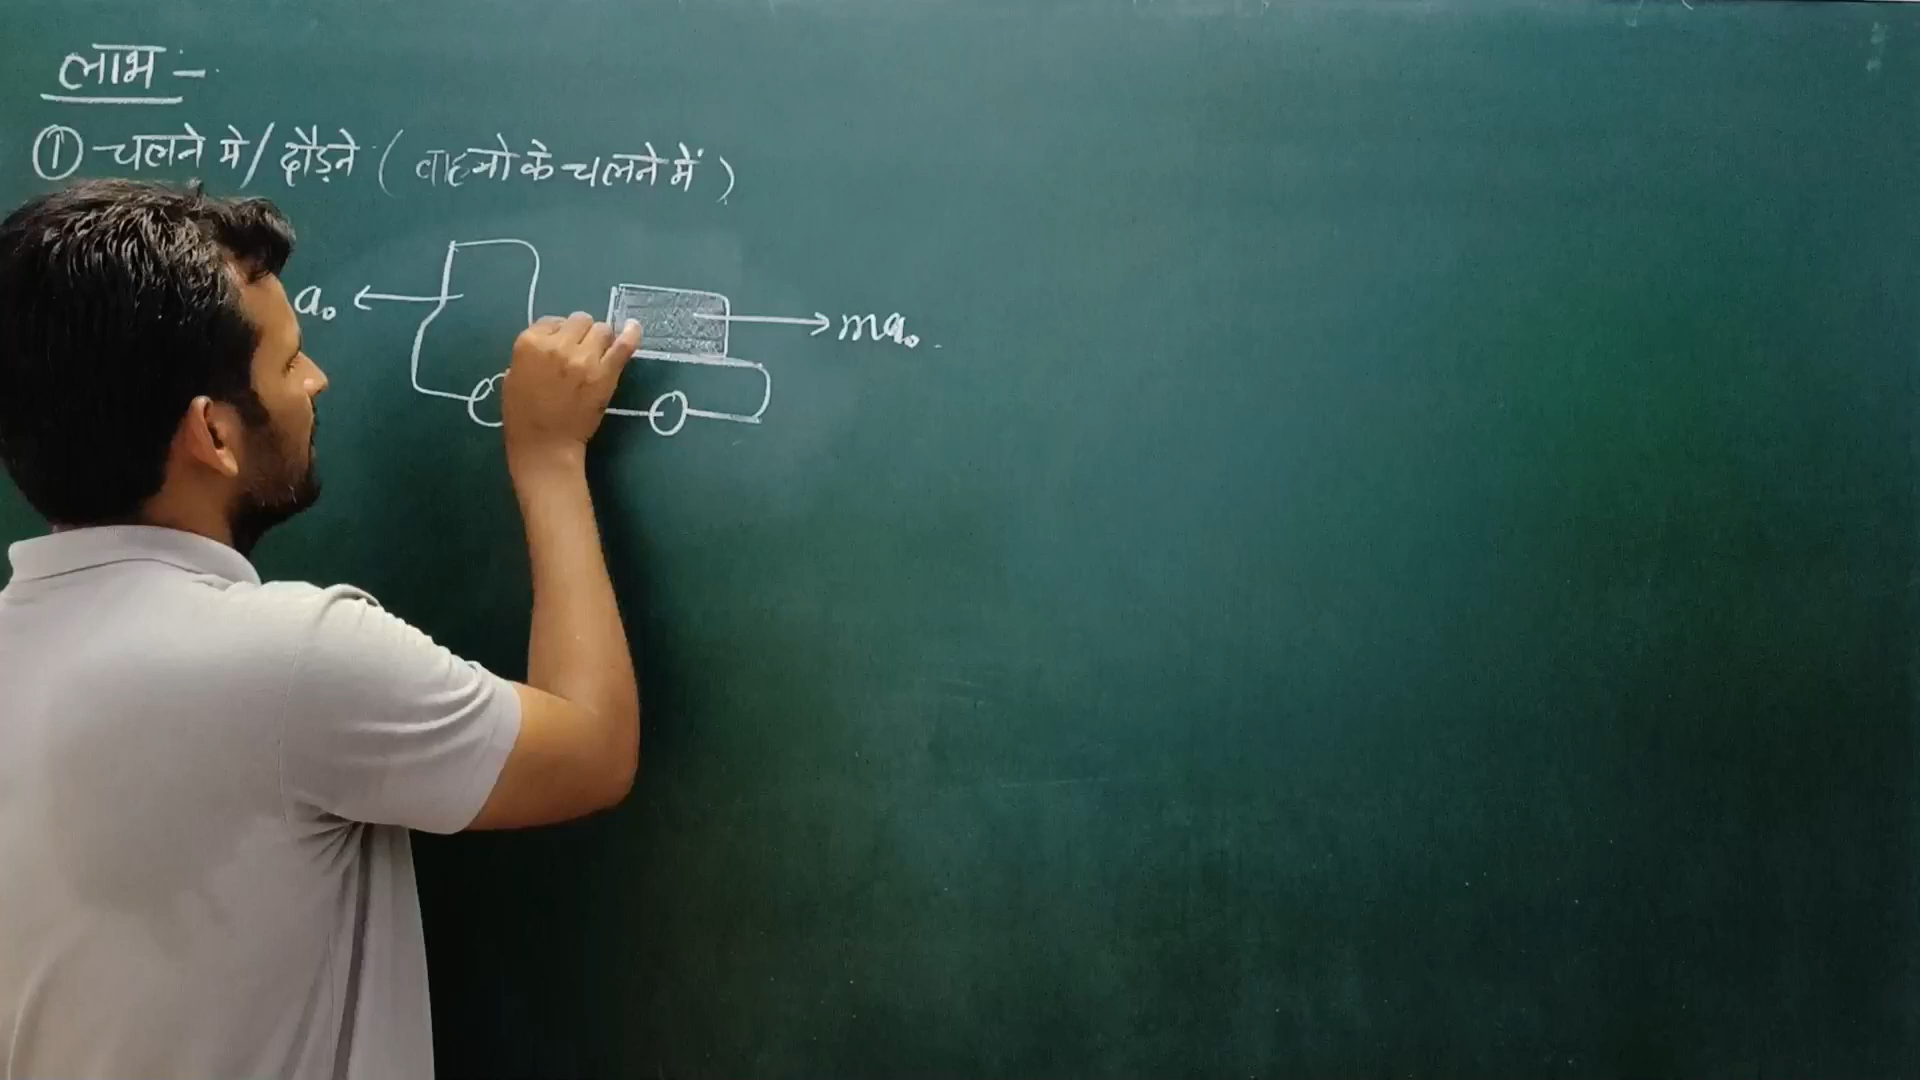 लाभ -
① चलने मे / दौड़ने ( वाहनो के चलने में )
a₀
ma₀